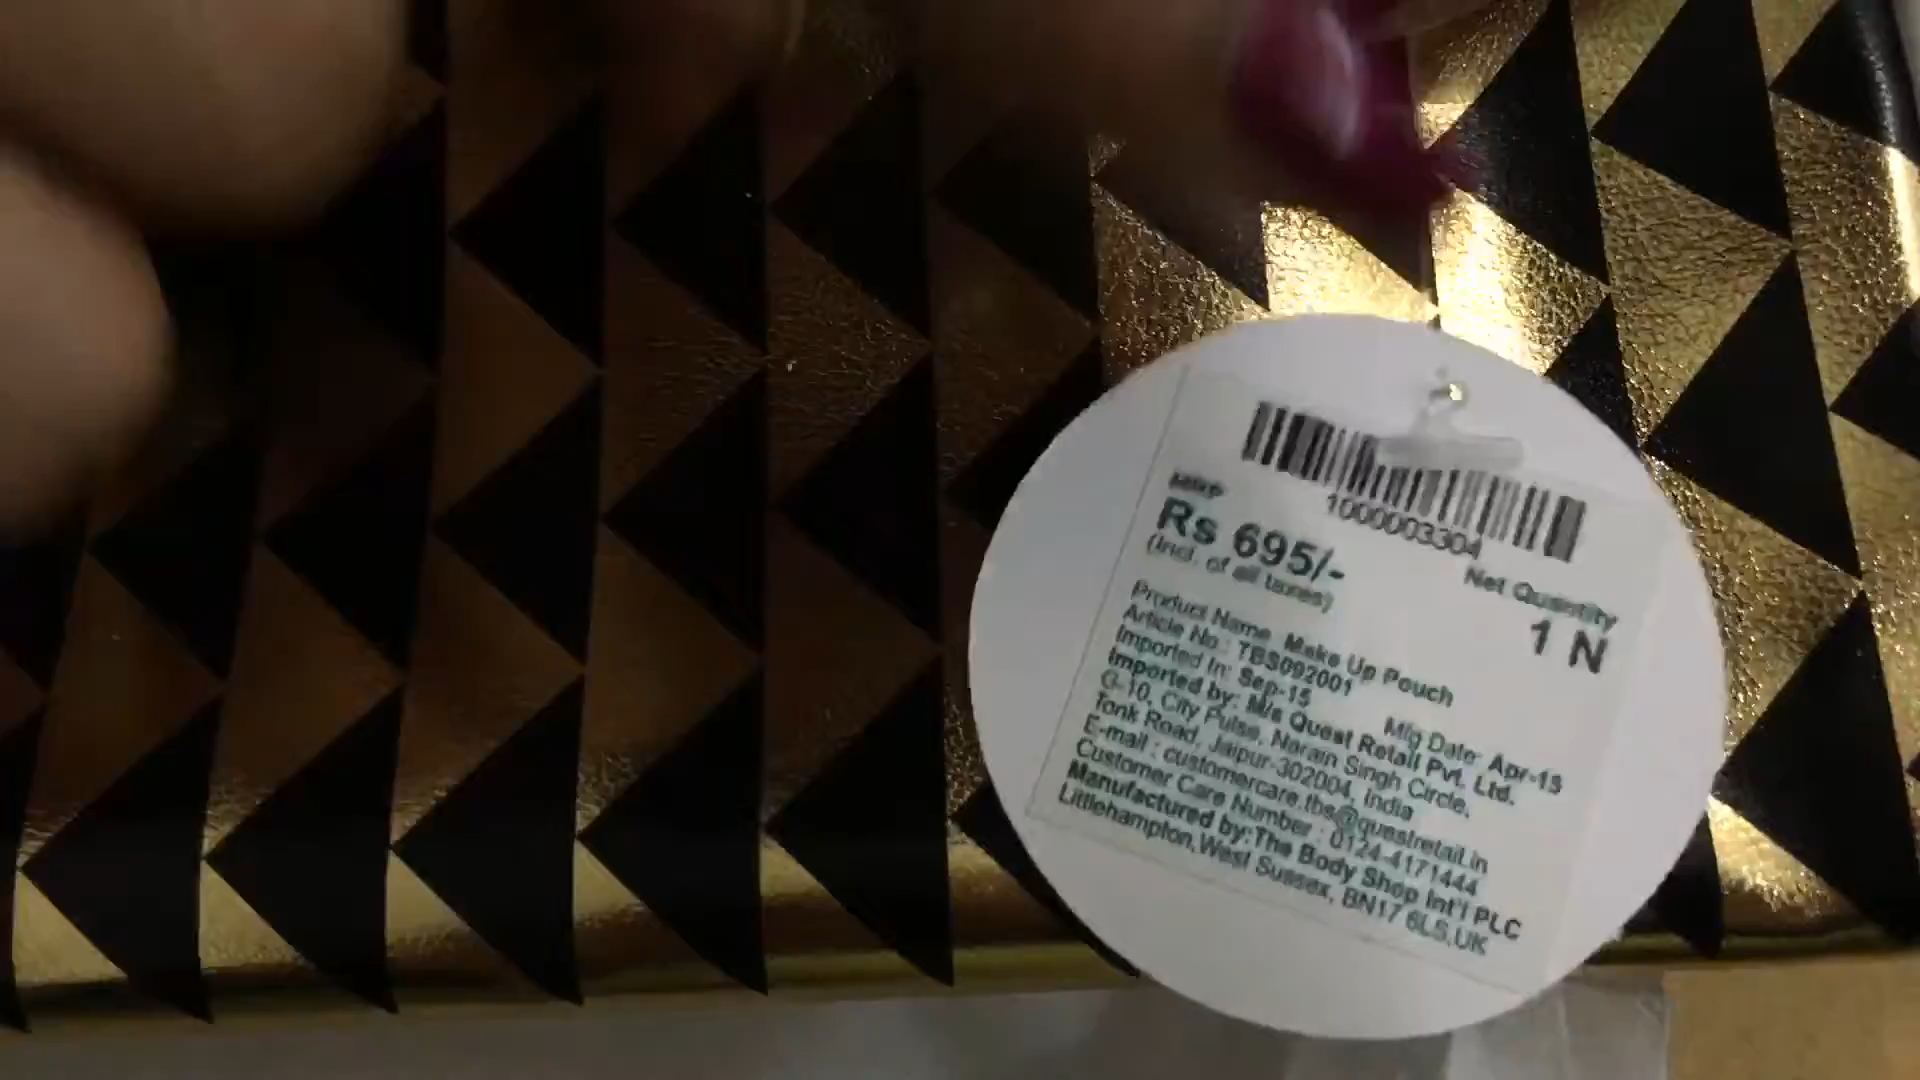 1000003304
MRP
Rs 695/-
(Incl. of all taxes)
Net Quantity
1 N
Product Name: Make Up Pouch
Article No.: TBS092001
Imported In: Sep-15 Mfg Date: Apr-15
Imported by: M/s Quest Retail Pvt. Ltd.
G-10, City Pulse, Narain Singh Circle,
Tonk Road, Jaipur-302004, India
E-mail : customercare.tbs@questretail.in
Customer Care Number : 0124-4171444
Manufactured by:The Body Shop Int'l PLC
Littlehampton,West Sussex, BN17 6LS,UK